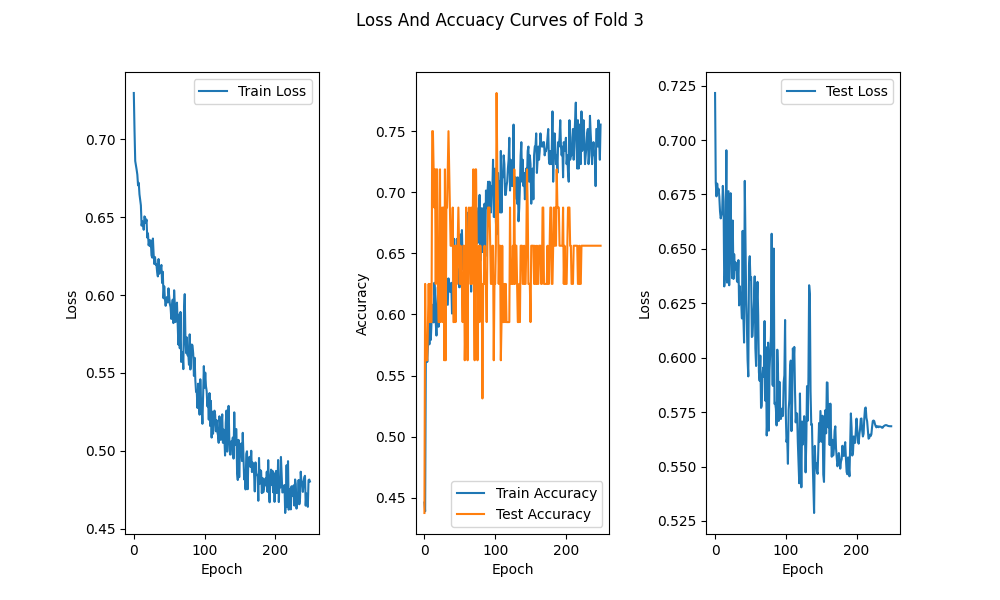 Loss And Accuacy Curves of Fold 3
Train Loss
0.70
0.65
0.60
0.55
0.50
0.45
Loss
0 100 200
Epoch
0.75
0.70
0.65
0.60
0.55
0.50
0.45
Accuracy
Train Accuracy
Test Accuracy
0 100 200
Epoch
Test Loss
0.725
0.700
0.675
0.650
0.625
0.600
0.575
0.550
0.525
Loss
0 100 200
Epoch